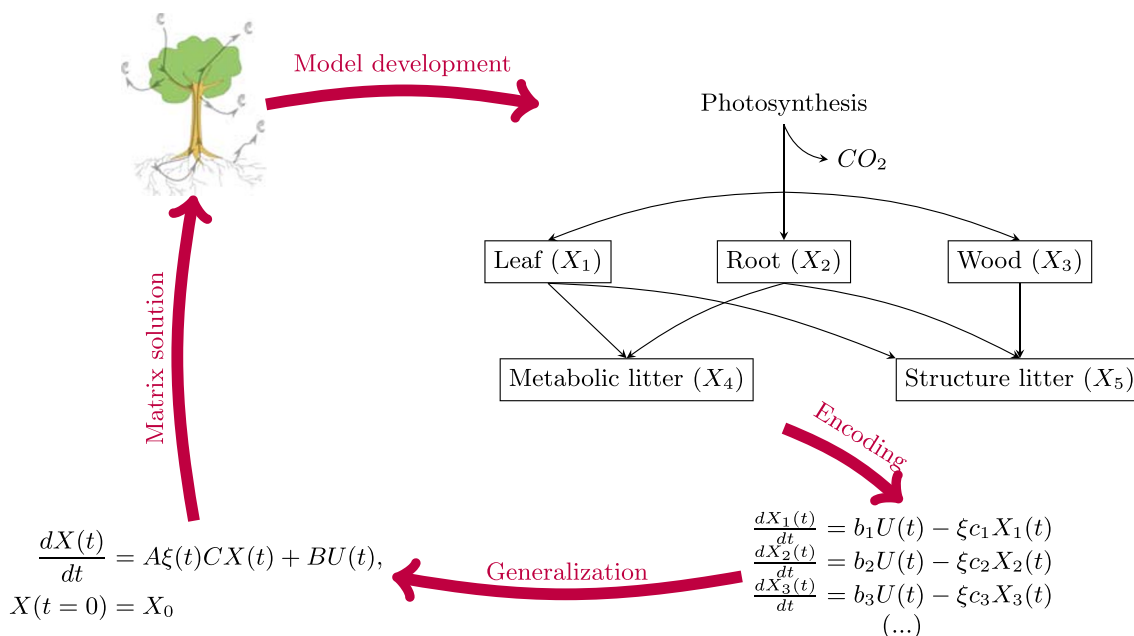 Model development
Photosynthesis
CO₂
Leaf (X₁)
Root (X₂)
Wood (X₃)
Metabolic litter (X₄)
Structure litter (X₅)
Encoding
dX₁(t)/dt = b₁U(t) − ξc₁X₁(t)
dX₂(t)/dt = b₂U(t) − ξc₂X₂(t)
dX₃(t)/dt = b₃U(t) − ξc₃X₃(t)
(...)
Generalization
dX(t)/dt = Aξ(t)CX(t) + BU(t),
X(t = 0) = X₀
Matrix solution